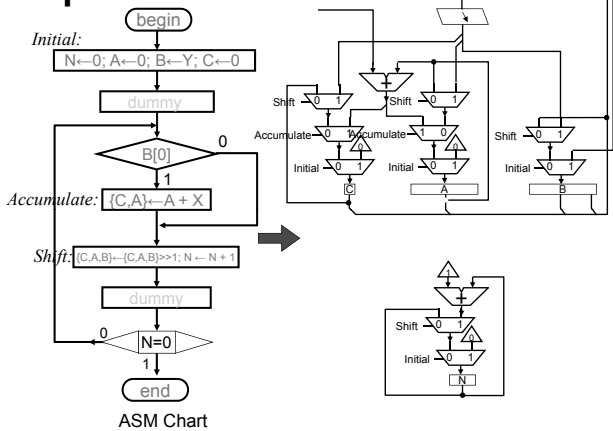 begin
Initial:
N←0; A←0; B←Y; C←0
dummy
0
B[0]
1
Accumulate:
{C,A}←A + X
Shift:
{C,A,B}←{C,A,B}>>1; N ← N + 1
dummy
0
N=0
1
end
ASM Chart
+
Shift
0 1
Shift
0 1
Accumulate
0 1
0
Accumulate
1 0
0
Shift
0 1
Initial
0 1
Initial
0 1
Initial
0 1
C
A
B
1
+
Shift
0 1
0
Initial
0 1
N